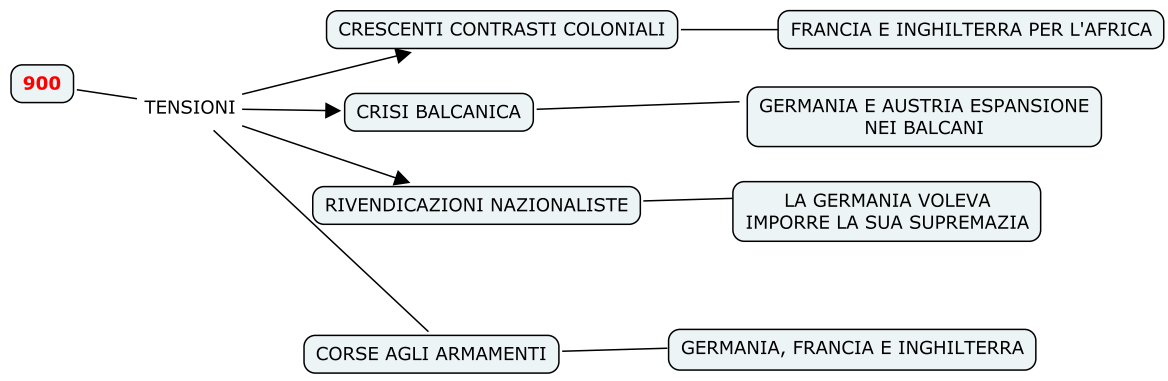 900
TENSIONI
CRESCENTI CONTRASTI COLONIALI
FRANCIA E INGHILTERRA PER L'AFRICA
CRISI BALCANICA
GERMANIA E AUSTRIA ESPANSIONE
NEI BALCANI
RIVENDICAZIONI NAZIONALISTE
LA GERMANIA VOLEVA
IMPORRE LA SUA SUPREMAZIA
CORSE AGLI ARMAMENTI
GERMANIA, FRANCIA E INGHILTERRA